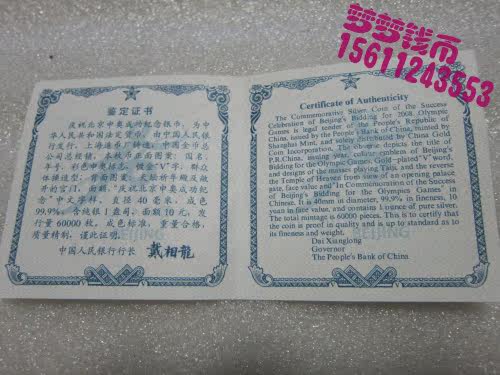 梦梦钱币
15611243553
鉴定证书
庆祝北京申奥成功纪念银币,为中
华人民共和国法定货币,由中国人民银
行发行,上海造币厂铸造,中国金币总
公司总经销。本枚币正面图案:国名、
年号、彩色申奥标志、镀金“V”字、群众
体操造型;背面图案:天坛祈年殿及敞
开的宫门,面额,“庆祝北京申奥成功纪
念”中文字样。直径40毫米,成色
99.9%,含纯银1盎司,面额10元,发
行量60000枚,成色标准,重量合格,
质量精制。谨此证明。
BEIJING
中国人民银行行长 戴相龍
Certificate of Authenticity
The Commemorative Silver Coin of the Success
Celebration of Beijing's Bidding for 2008 Olympic
Games is legal tender of the People's Republic of
China, issued by the People's Bank of China, minted by
Shanghai Mint, and solely distributed by China Gold
Coin Incorporation. The obverse depicts the title of
P.R.China, issuing year, colour emblem of Beijing's
Bidding for the Olympic Games, Gold-plated "V" word,
and designs of the masses playing Taiji, and the reverse
the Temple of Heaven from view of an opening palace
gate, face value and "In Commemoration of the Success
of Beijing's Bidding for the Olympic Games" in
Chinese. It is 40mm in diameter, 99.9% in fineness, 10
yuan in face value, and contains 1 ounce of pure silver.
The total mintage is 60000 pieces. This is to certify that
the coin is proof in quality and is up to standard as to
its fineness and weight.
BEIJING
Dai Xianglong
Governor
The People's Bank of China